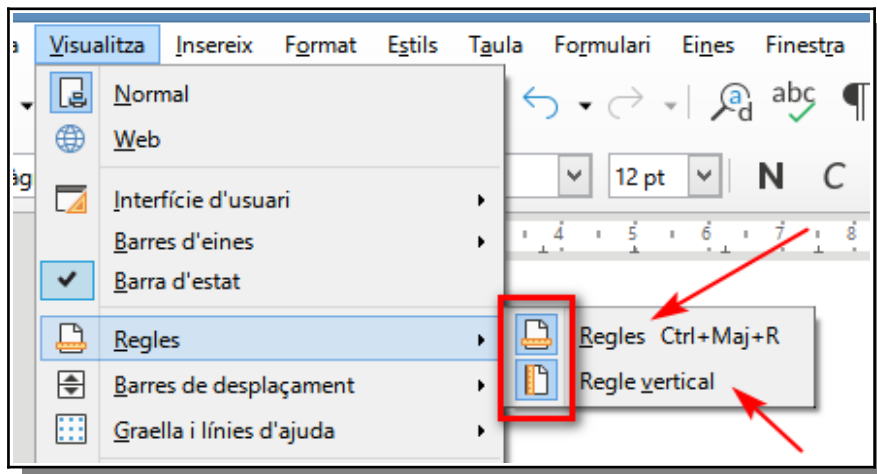 a Visualitza Insereix Format Estils Taula Formulari Eines Finestra
Normal
Web
àg 12 pt N C
Interfície d'usuari
4 5 6 7 8
Barres d'eines
Barra d'estat
Regles
Regles Ctrl+Maj+R
Barres de desplaçament
Regle vertical
Graella i línies d'ajuda